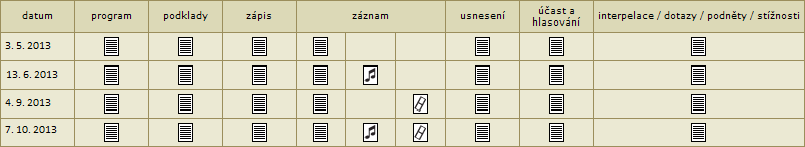 datum program podklady zápis záznam usnesení účast a hlasování interpelace / dotazy / podněty / stížnosti
3. 5. 2013
13. 6. 2013
4. 9. 2013
7. 10. 2013